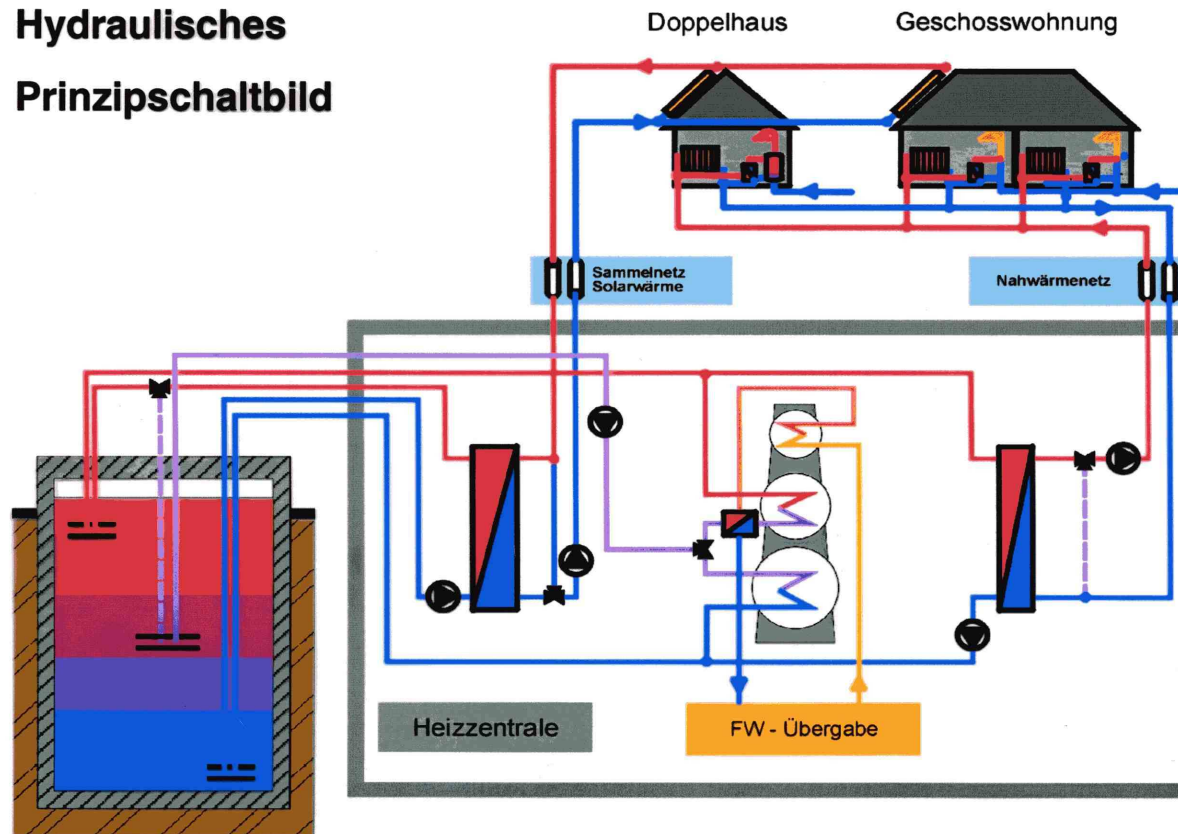 Hydraulisches
Prinzipschaltbild
Doppelhaus
Geschosswohnung
Sammelnetz
Solarwärme
Nahwärmenetz
Heizzentrale
FW - Übergabe